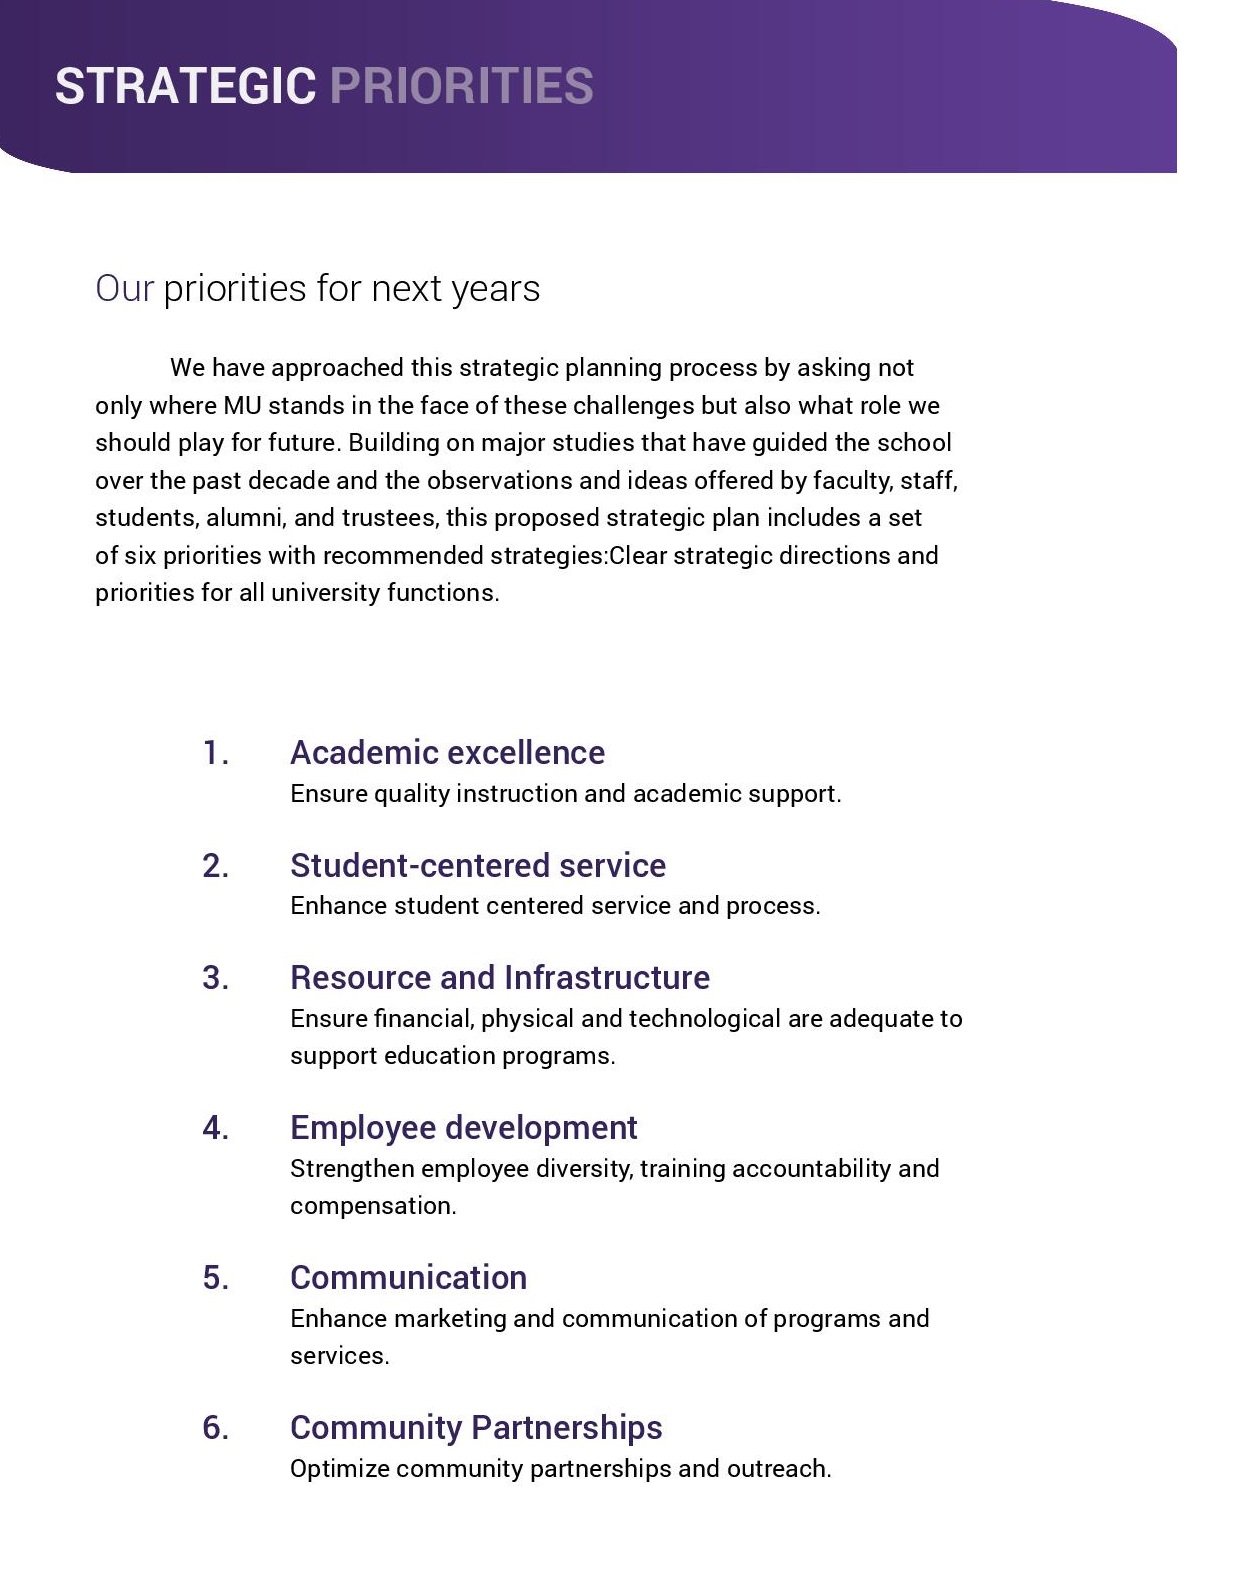 STRATEGIC PRIORITIES
Our priorities for next years
We have approached this strategic planning process by asking not
only where MU stands in the face of these challenges but also what role we
should play for future. Building on major studies that have guided the school
over the past decade and the observations and ideas offered by faculty, staff,
students, alumni, and trustees, this proposed strategic plan includes a set
of six priorities with recommended strategies:Clear strategic directions and
priorities for all university functions.
1. Academic excellence
Ensure quality instruction and academic support.
2. Student-centered service
Enhance student centered service and process.
3. Resource and Infrastructure
Ensure financial, physical and technological are adequate to
support education programs.
4. Employee development
Strengthen employee diversity, training accountability and
compensation.
5. Communication
Enhance marketing and communication of programs and
services.
6. Community Partnerships
Optimize community partnerships and outreach.